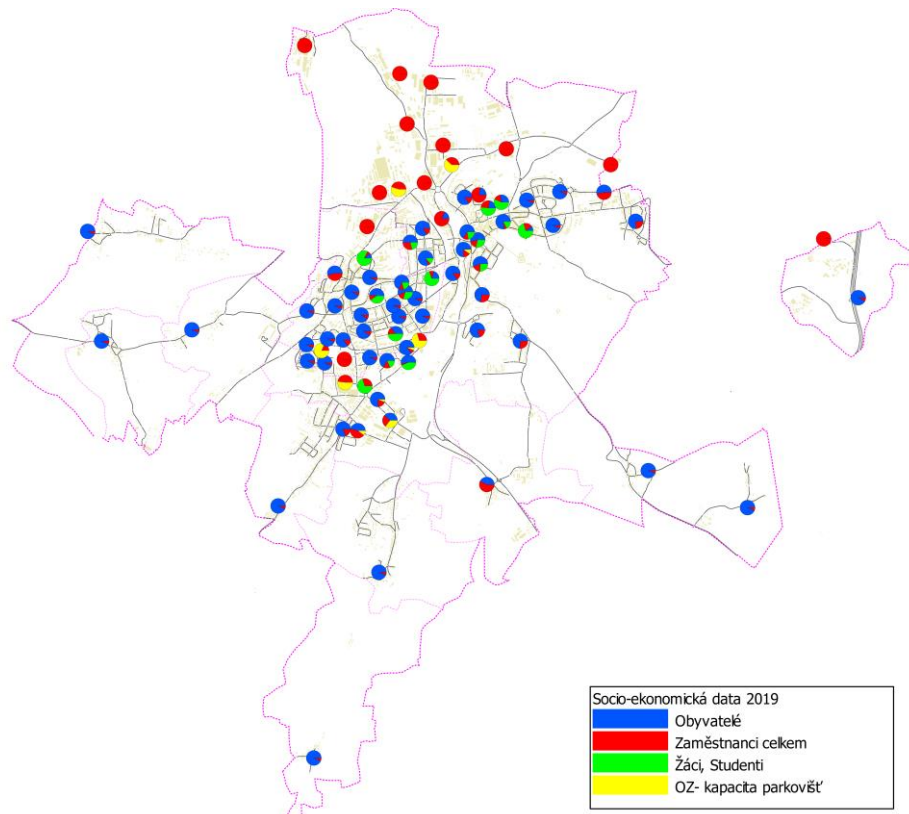 Socio-ekonomická data 2019
Obyvatelé
Zaměstnanci celkem
Žáci, Studenti
OZ- kapacita parkovišť